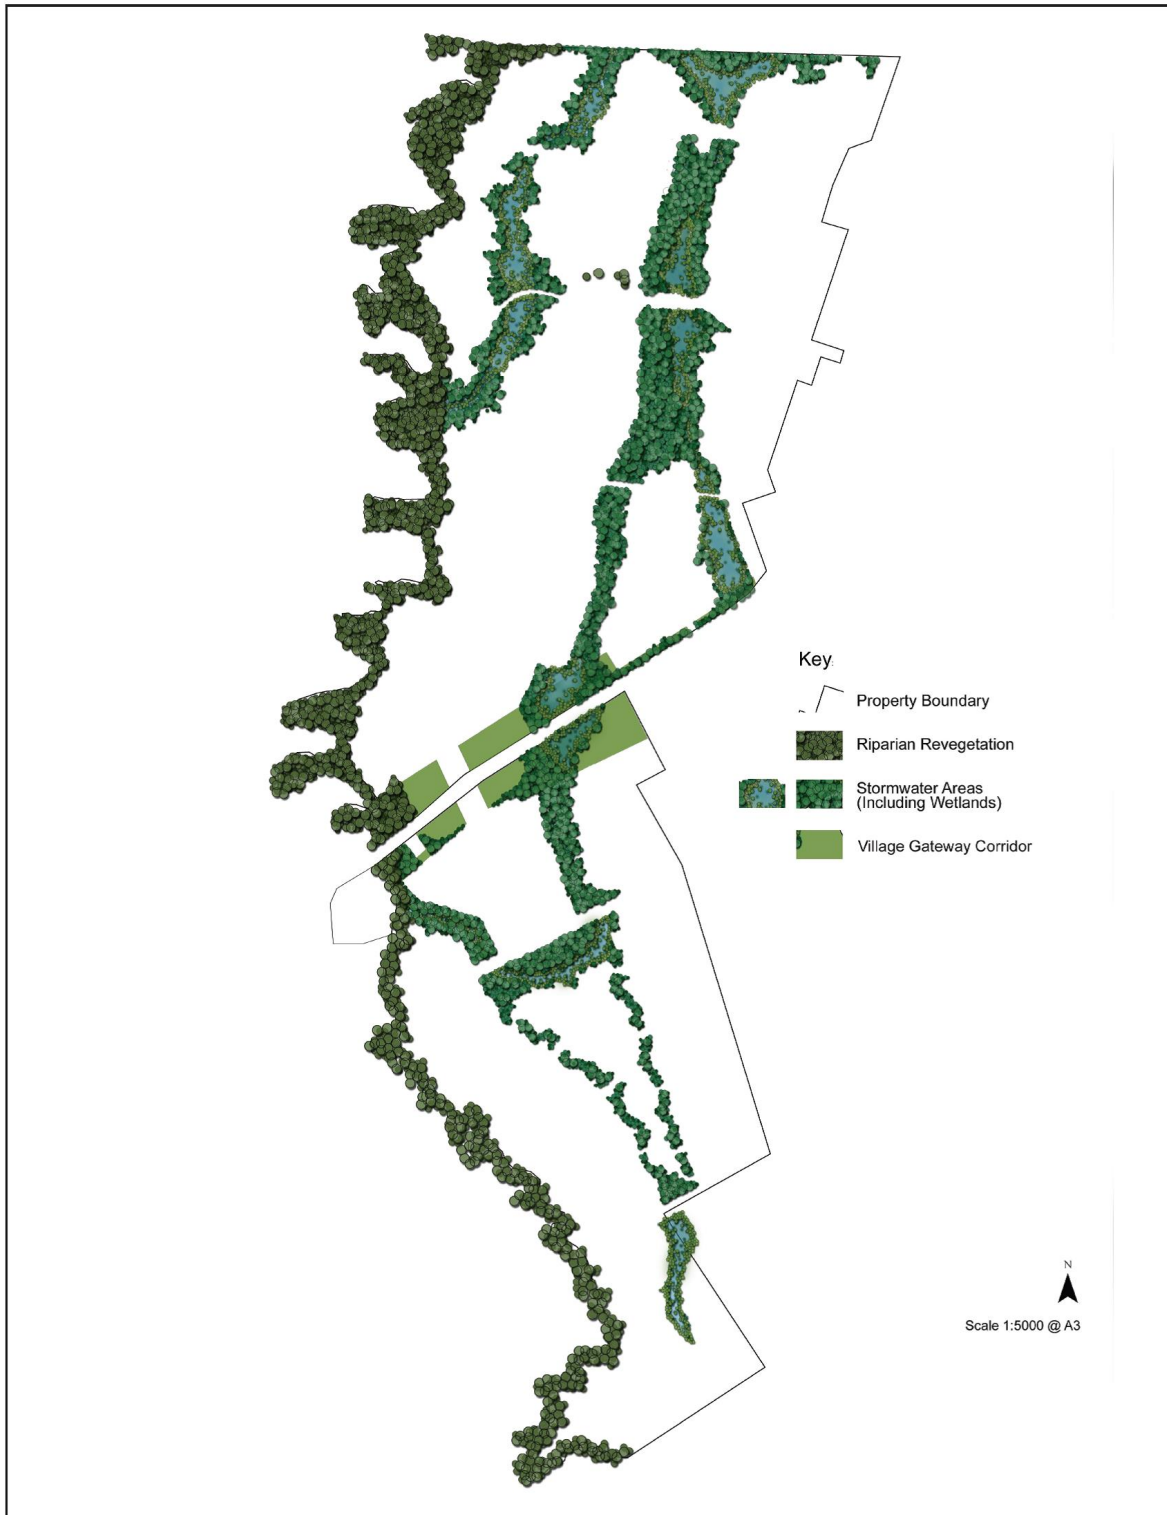 Key
Property Boundary
Riparian Revegetation
Stormwater Areas
(Including Wetlands)
Village Gateway Corridor
N
Scale 1:5000 @ A3